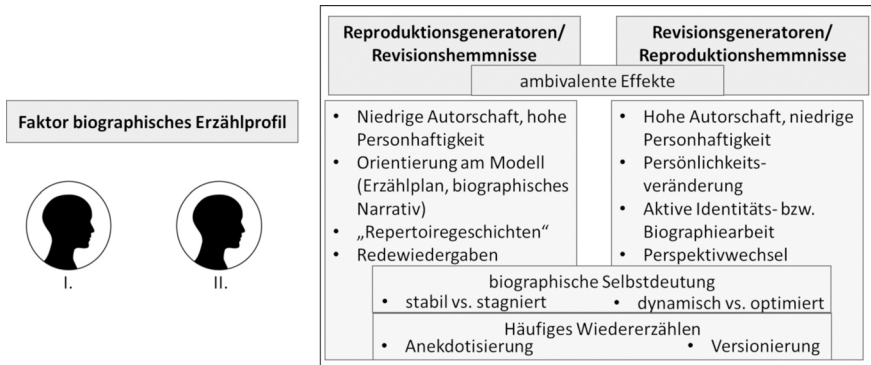 Faktor biographisches Erzählprofil
I.
II.
Reproduktionsgeneratoren/
Revisionshemmnisse
Revisionsgeneratoren/
Reproduktionshemmnisse
ambivalente Effekte
• Niedrige Autorschaft, hohe
Personhaftigkeit
• Orientierung am Modell
(Erzählplan, biographisches
Narrativ)
• „Repertoiregeschichten“
• Redewiedergaben
• Hohe Autorschaft, niedrige
Personhaftigkeit
• Persönlichkeits-
veränderung
• Aktive Identitäts- bzw.
Biographiearbeit
• Perspektivwechsel
biographische Selbstdeutung
• stabil vs. stagniert
• dynamisch vs. optimiert
Häufiges Wiedererzählen
• Anekdotisierung
• Versionierung